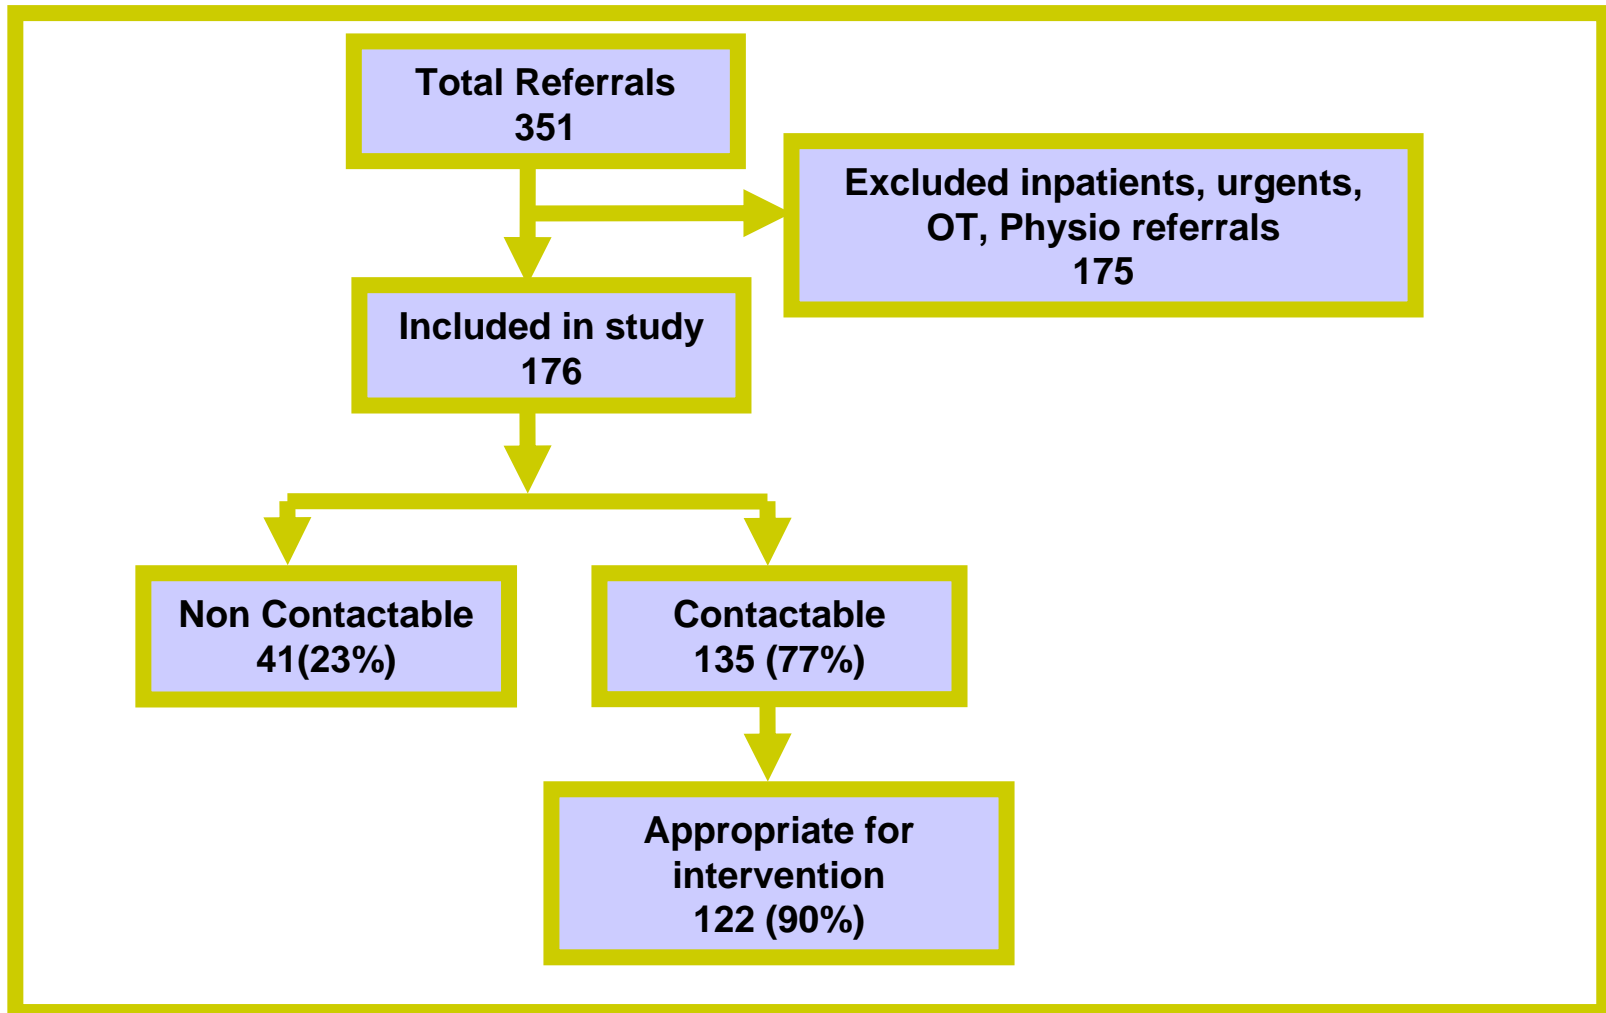 Total Referrals
351
Excluded inpatients, urgents,
OT, Physio referrals
175
Included in study
176
Non Contactable
41(23%)
Contactable
135 (77%)
Appropriate for
intervention
122 (90%)